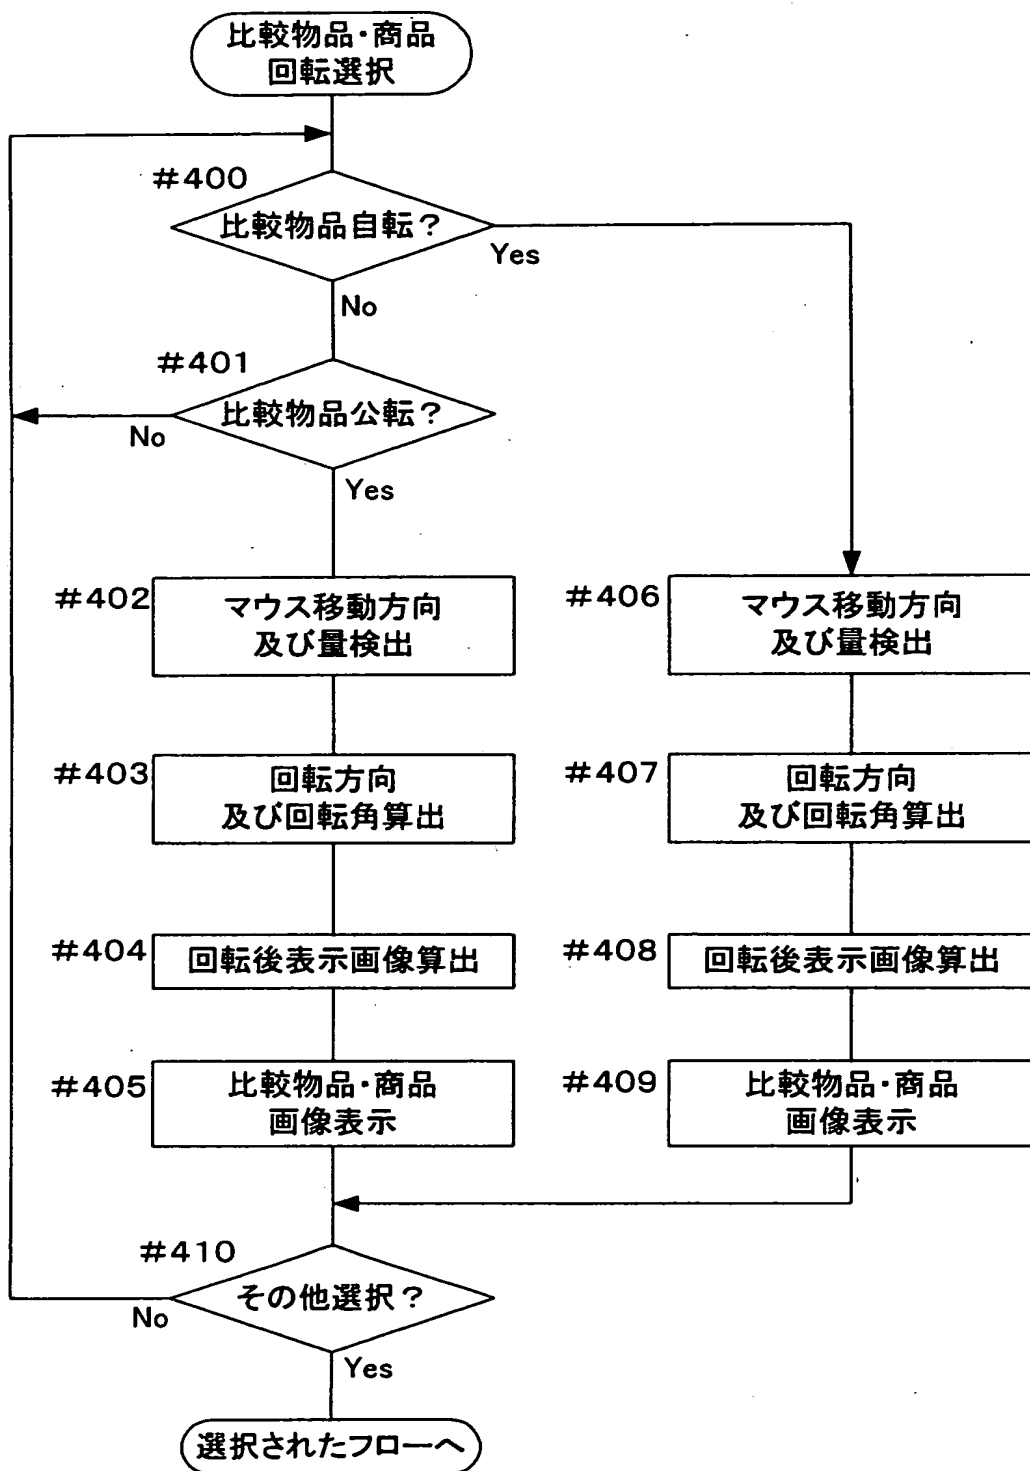 比較物品・商品
回転選択
#400
比較物品自転？
Yes
No
#401
比較物品公転？
No
Yes
#402
マウス移動方向
及び量検出
#406
マウス移動方向
及び量検出
#403
回転方向
及び回転角算出
#407
回転方向
及び回転角算出
#404
回転後表示画像算出
#408
回転後表示画像算出
#405
比較物品・商品
画像表示
#409
比較物品・商品
画像表示
#410
その他選択？
No
Yes
選択されたフローへ